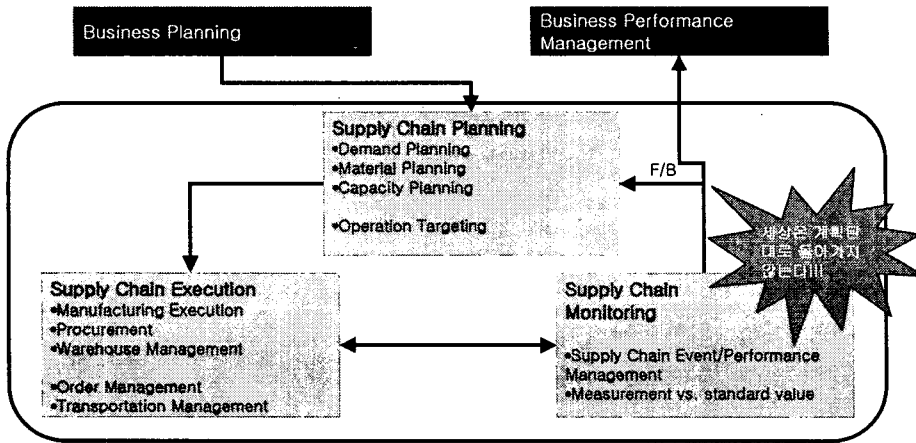 Business Planning
Business Performance
Management
Supply Chain Planning
•Demand Planning
•Material Planning
•Capacity Planning
•Operation Targeting
F/B
세상은 계획한
대로 돌아가지
않는다!!!
Supply Chain Execution
•Manufacturing Execution
•Procurement
•Warehouse Management
•Order Management
•Transportation Management
Supply Chain
Monitoring
•Supply Chain Event/Performance
Management
•Measurement vs. standard value